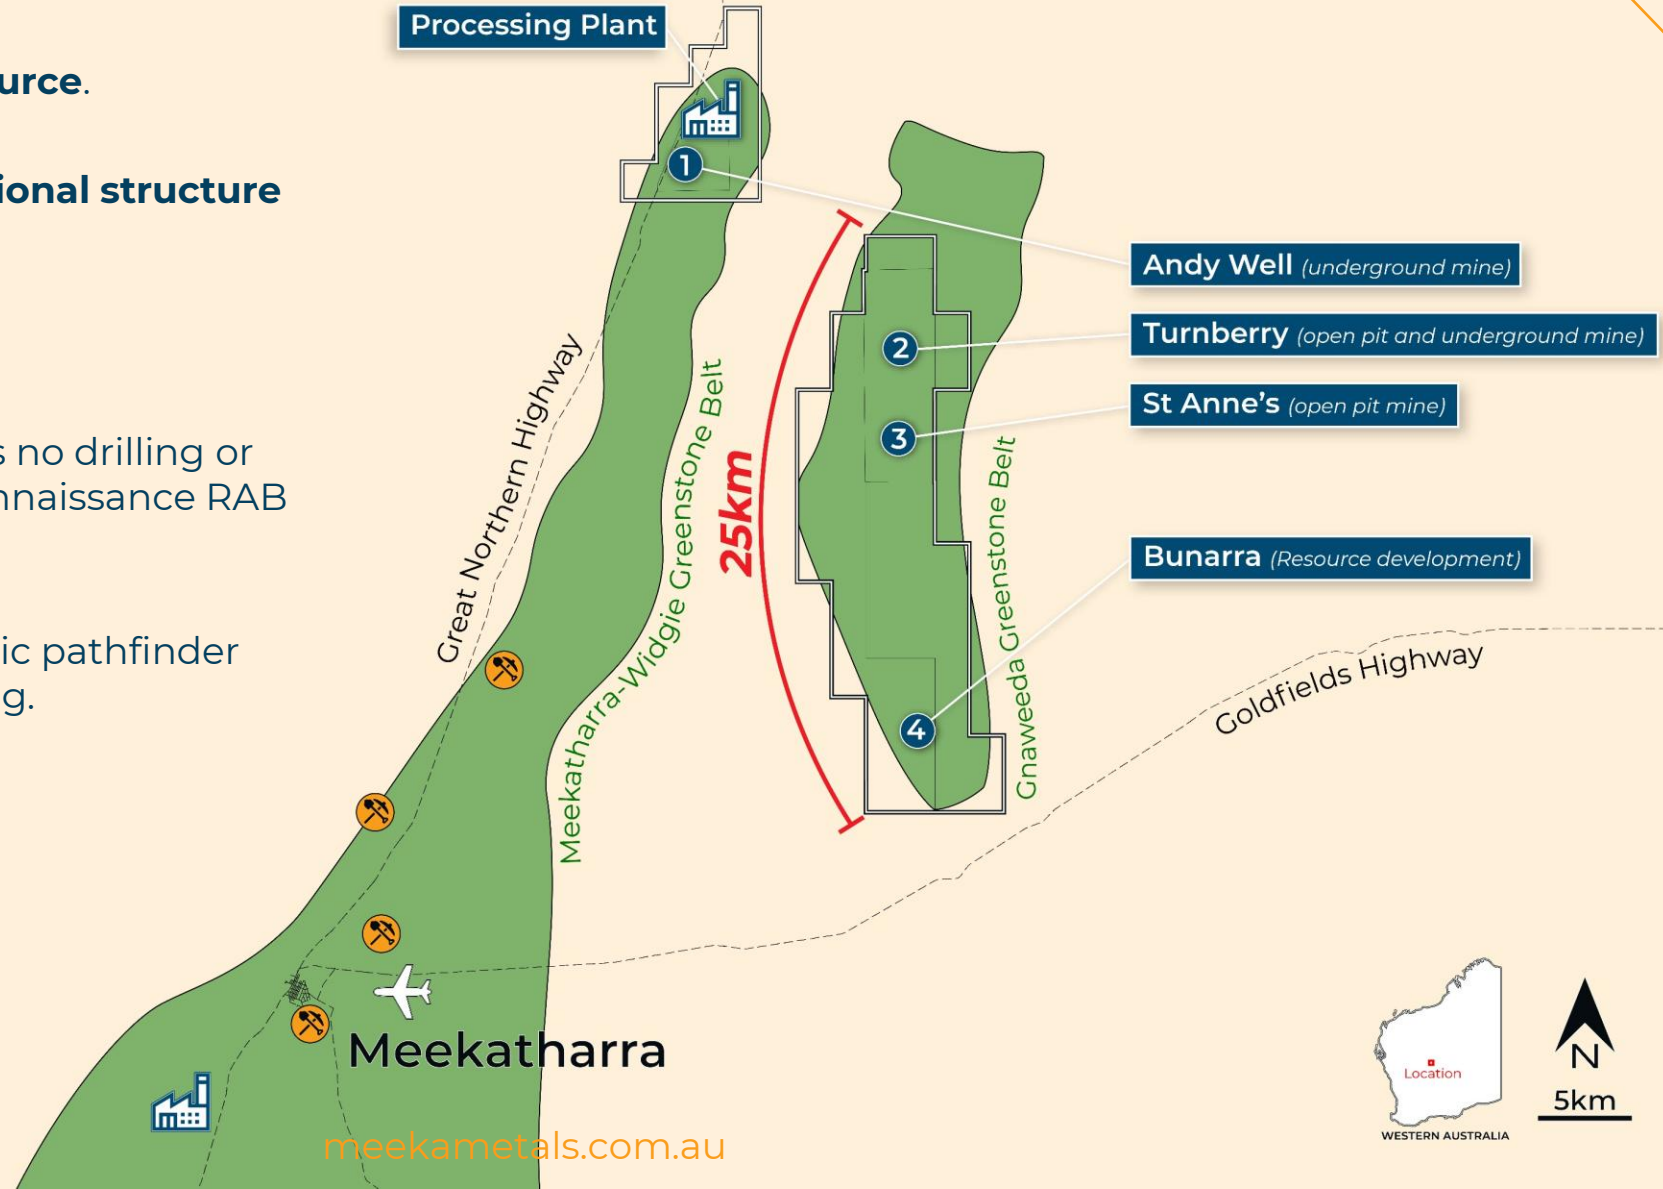 urce.
ional structure
s no drilling or
nnaissance RAB
ic pathfinder
g.
Processing Plant
1
Andy Well (underground mine)
2
Turnberry (open pit and underground mine)
3
St Anne's (open pit mine)
4
Bunarra (Resource development)
Great Northern Highway
Meekatharra-Widgie Greenstone Belt
25km
Gnaweeda Greenstone Belt
Goldfields Highway
Meekatharra
meekametals.com.au
Location
WESTERN AUSTRALIA
N
5km